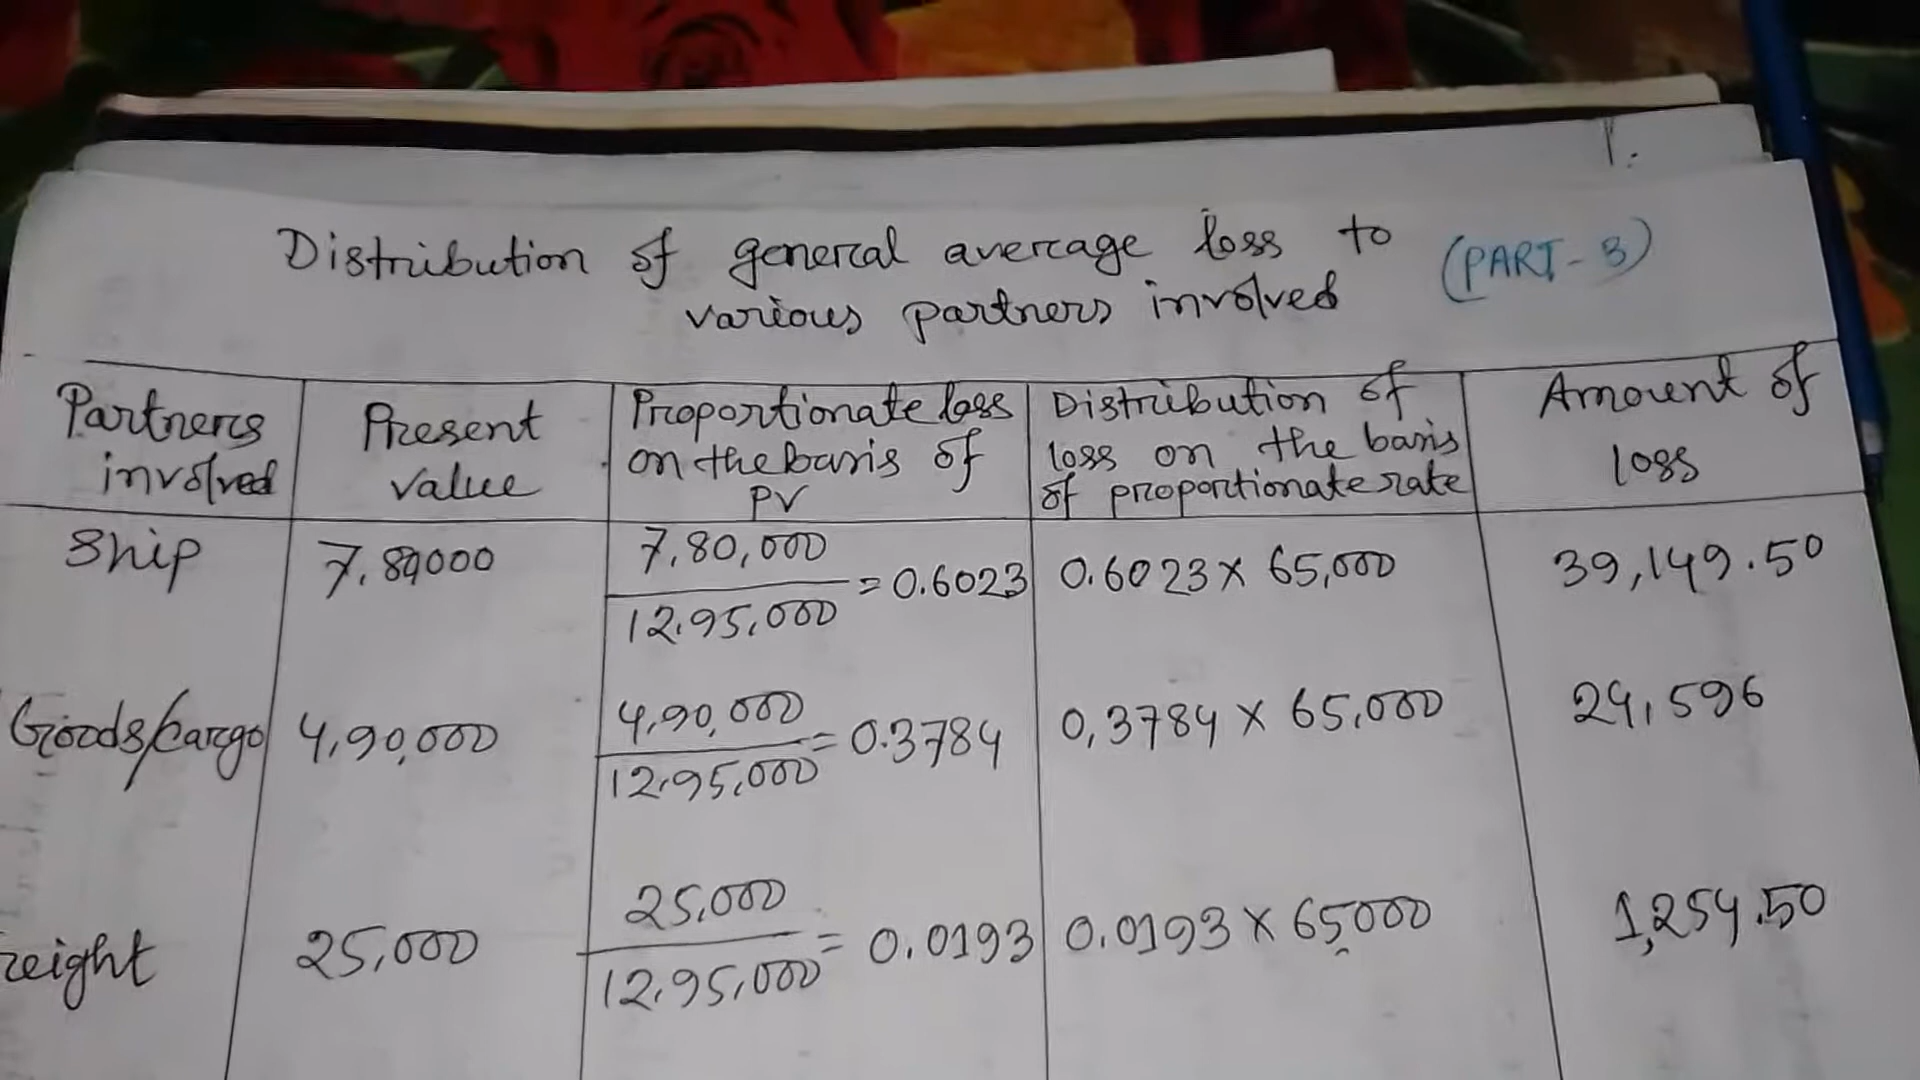 1.
Distribution of general average loss to
various partners involved
(PART-3)
Partners
involved
Present
value
Proportionate loss
on the basis of
PV
Distribution of
loss on the basis
of proportionate rate
Amount of
loss
Ship
7,80000
7,80,000
12,95,000
=0.6023
0.6023 x 65,000
39,149.50
Goods/cargo
4,90,000
4,90,000
12,95,000
= 0.3784
0,3784 x 65,000
24,596
reight
25,000
25,000
12,95,000
= 0.0193
0.0193 x 65000
1,254.50